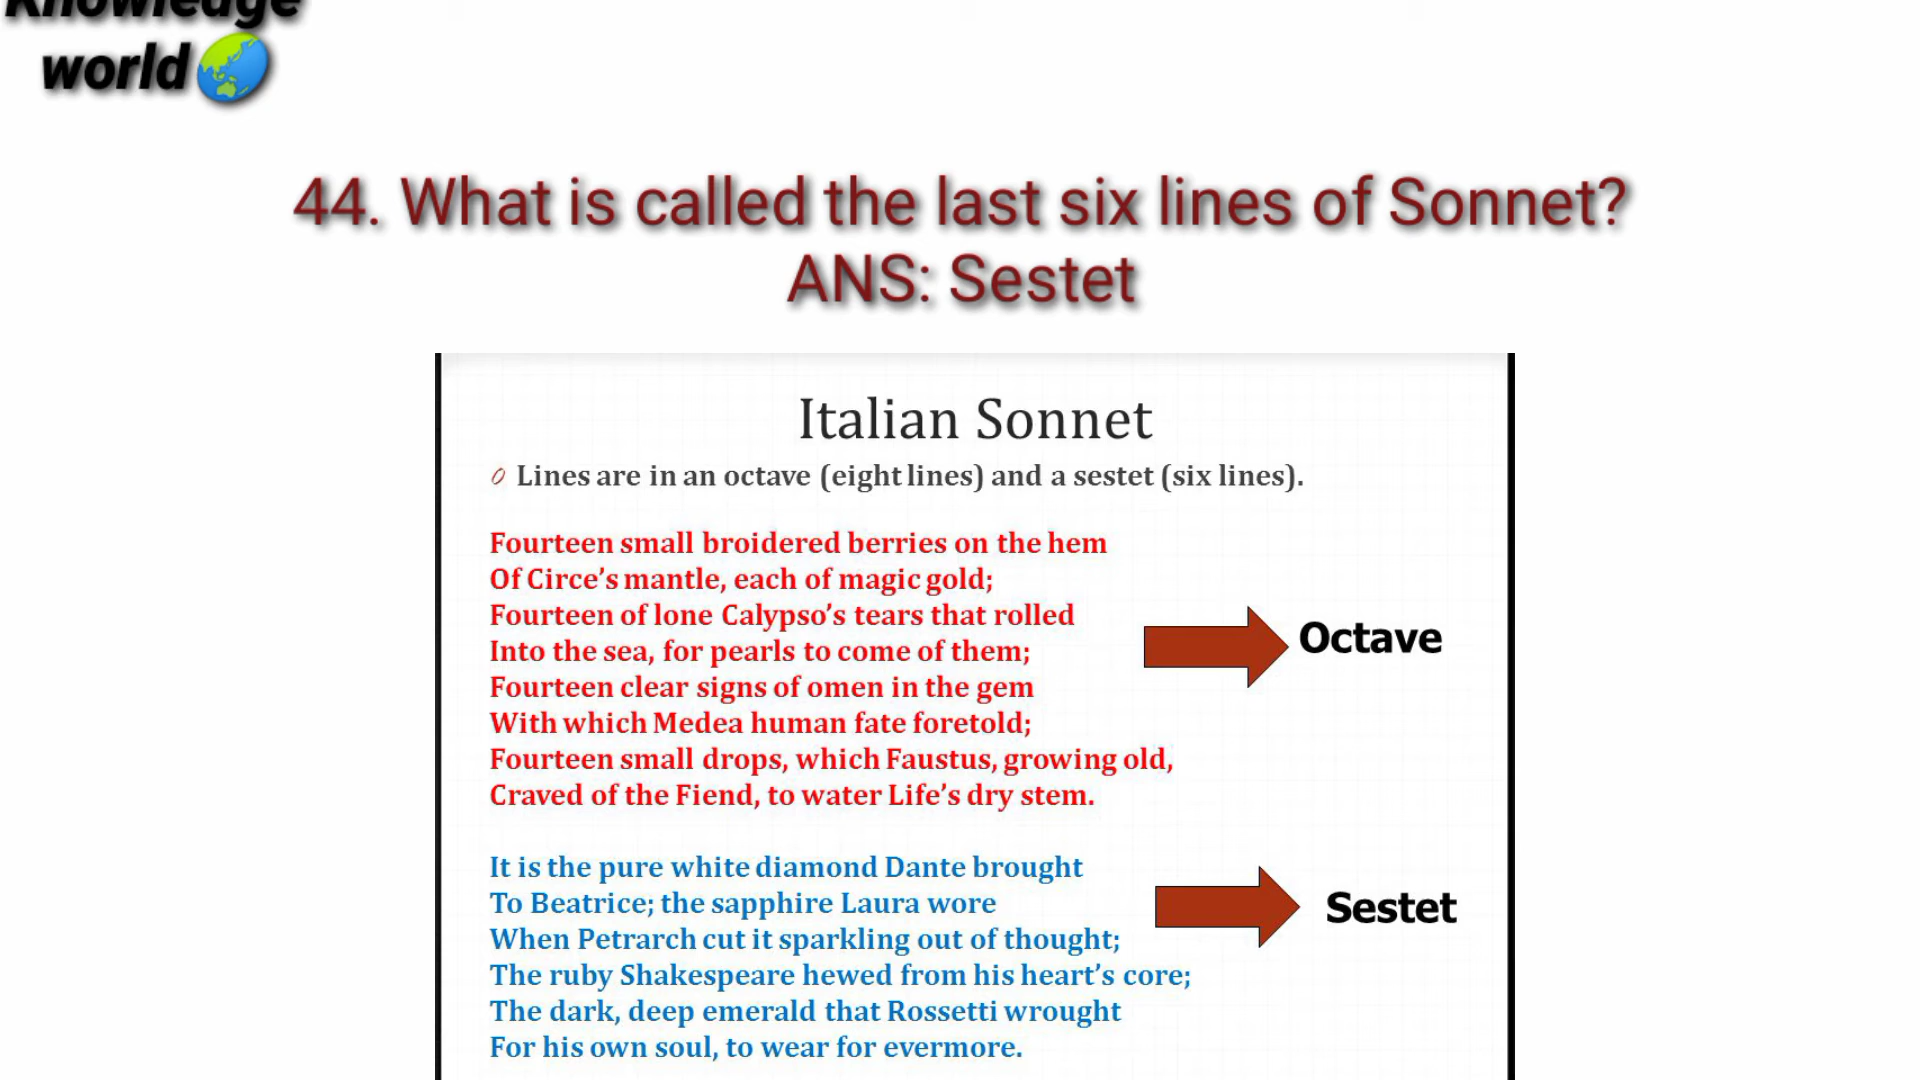 Knowledge
world
44. What is called the last six lines of Sonnet?
ANS: Sestet
Italian Sonnet
Lines are in an octave (eight lines) and a sestet (six lines).
Fourteen small broidered berries on the hem
Of Circe’s mantle, each of magic gold;
Fourteen of lone Calypso’s tears that rolled
Into the sea, for pearls to come of them;
Fourteen clear signs of omen in the gem
With which Medea human fate foretold;
Fourteen small drops, which Faustus, growing old,
Craved of the Fiend, to water Life’s dry stem.
Octave
It is the pure white diamond Dante brought
To Beatrice; the sapphire Laura wore
When Petrarch cut it sparkling out of thought;
The ruby Shakespeare hewed from his heart’s core;
The dark, deep emerald that Rossetti wrought
For his own soul, to wear for evermore.
Sestet